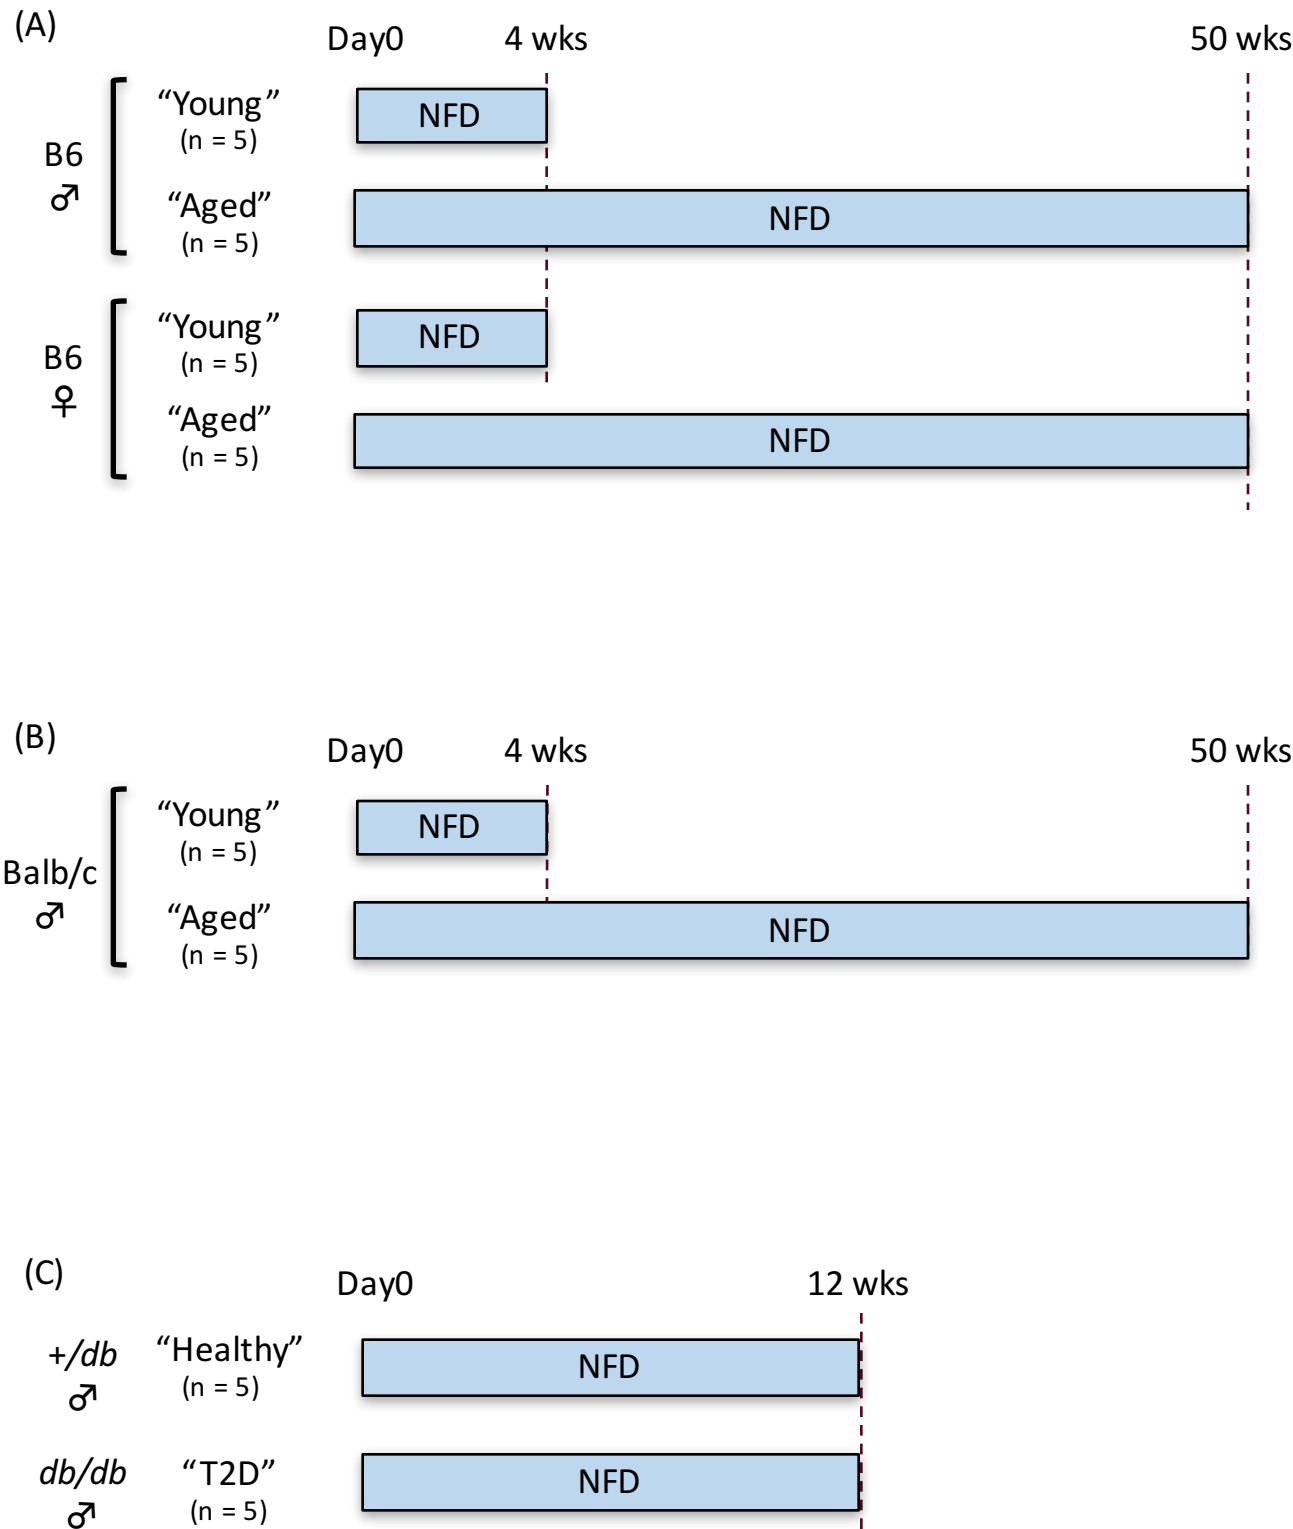 (A)
Day0 4 wks 50 wks
“Young”
(n = 5)
NFD
B6
♂
“Aged”
(n = 5)
NFD
“Young”
(n = 5)
NFD
B6
♀
“Aged”
(n = 5)
NFD
(B)
Day0 4 wks 50 wks
“Young”
(n = 5)
NFD
Balb/c
♂
“Aged”
(n = 5)
NFD
(C)
Day0 12 wks
+/db “Healthy”
♂ (n = 5)
NFD
db/db “T2D”
♂ (n = 5)
NFD